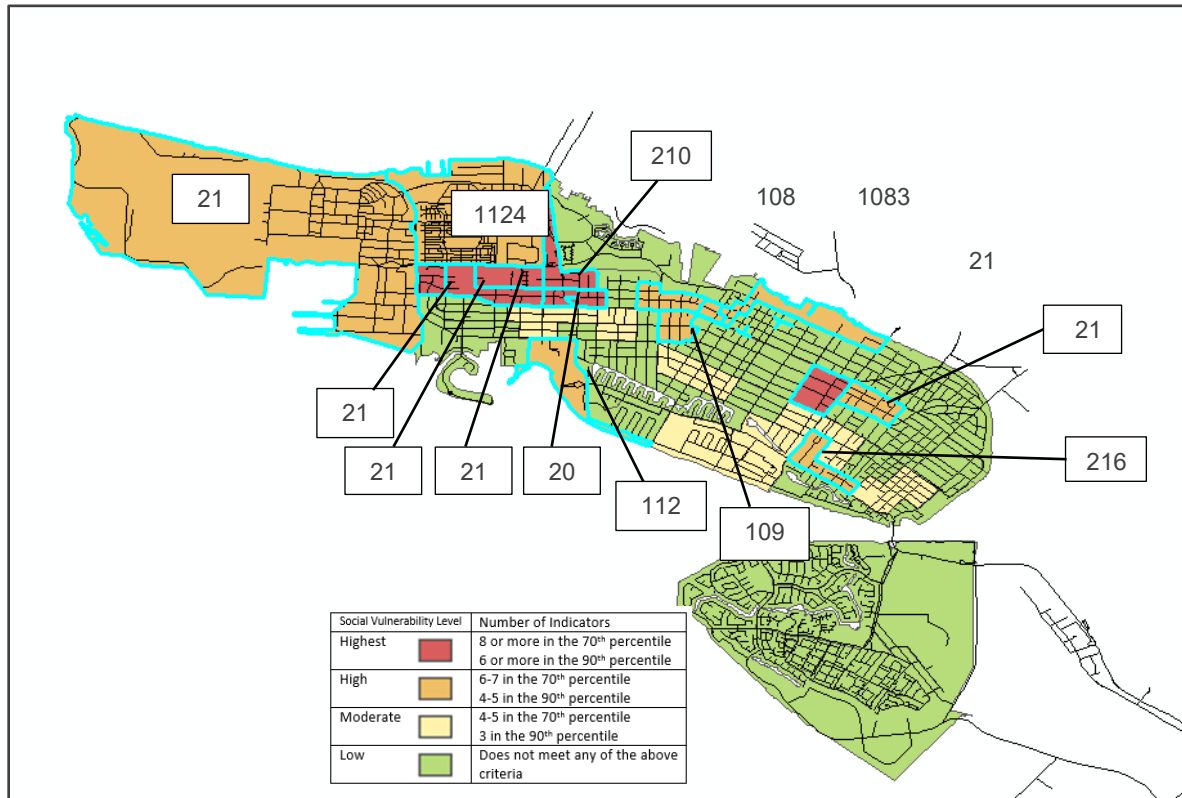 210
108 1083
21
1124
21
21
21
216
21
21
20
112
109
Social Vulnerability Level Number of Indicators
Highest 8 or more in the 70th percentile
6 or more in the 90th percentile
High 6-7 in the 70th percentile
4-5 in the 90th percentile
Moderate 4-5 in the 70th percentile
3 in the 90th percentile
Low Does not meet any of the above
criteria